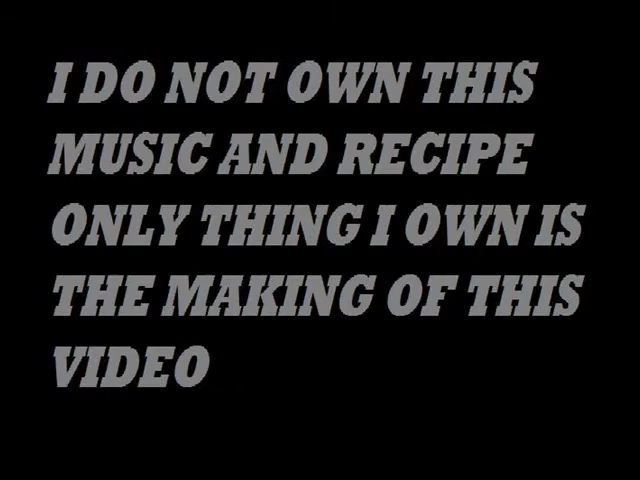 I DO NOT OWN THIS
MUSIC AND RECIPE
ONLY THING I OWN IS
THE MAKING OF THIS
VIDEO